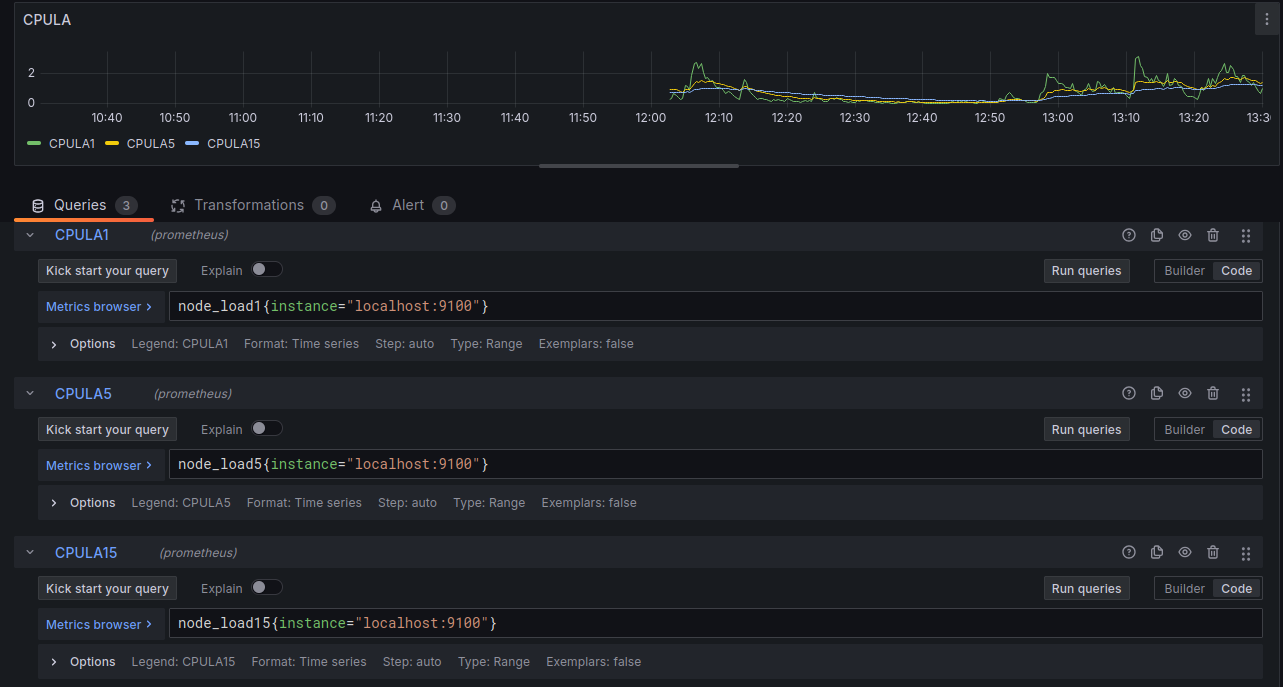 CPULA
2
0
10:40 10:50 11:00 11:10 11:20 11:30 11:40 11:50 12:00 12:10 12:20 12:30 12:40 12:50 13:00 13:10 13:20 13:3
CPULA1 CPULA5 CPULA15
Queries 3 Transformations 0 Alert 0
CPULA1 (prometheus)
Kick start your query Explain Run queries Builder Code
Metrics browser > node_load1{instance="localhost:9100"}
> Options Legend: CPULA1 Format: Time series Step: auto Type: Range Exemplars: false
CPULA5 (prometheus)
Kick start your query Explain Run queries Builder Code
Metrics browser > node_load5{instance="localhost:9100"}
> Options Legend: CPULA5 Format: Time series Step: auto Type: Range Exemplars: false
CPULA15 (prometheus)
Kick start your query Explain Run queries Builder Code
Metrics browser > node_load15{instance="localhost:9100"}
> Options Legend: CPULA15 Format: Time series Step: auto Type: Range Exemplars: false